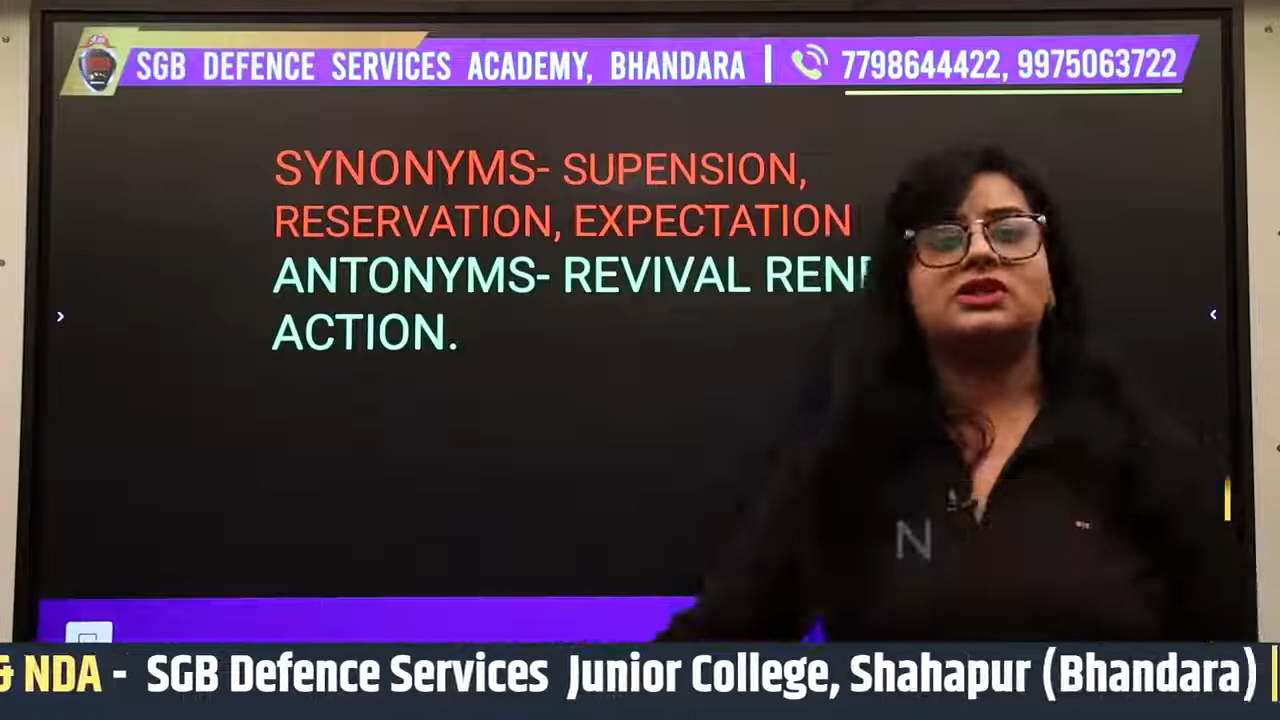 SGB DEFENCE SERVICES ACADEMY, BHANDARA | 7798644422, 9975063722
SYNONYMS- SUPENSION,
RESERVATION, EXPECTATION
ANTONYMS- REVIVAL
ACTION.
N
& NDA - SGB Defence Services Junior College, Shahapur (Bhandara) |